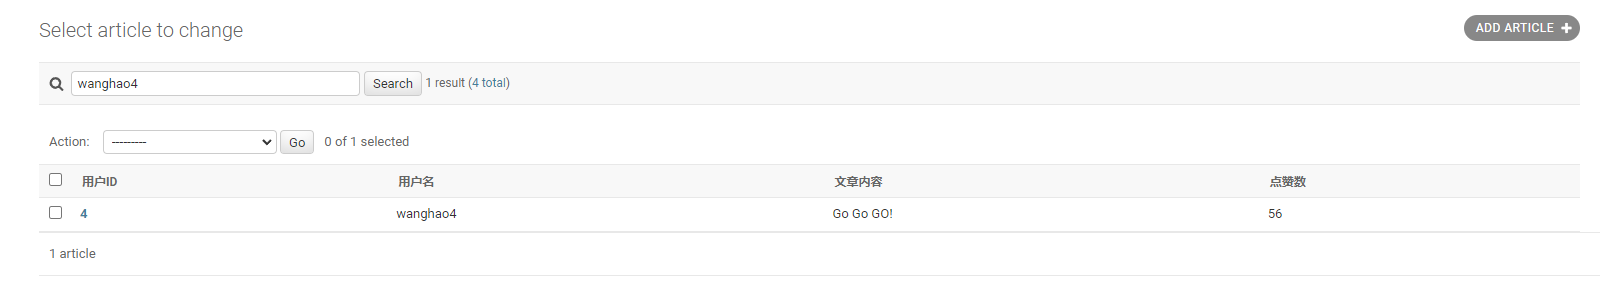 Select article to change
ADD ARTICLE +
wanghao4 Search 1 result (4 total)
Action: --------- Go 0 of 1 selected
用户ID 用户名 文章内容 点赞数
4 wanghao4 Go Go GO! 56
1 article